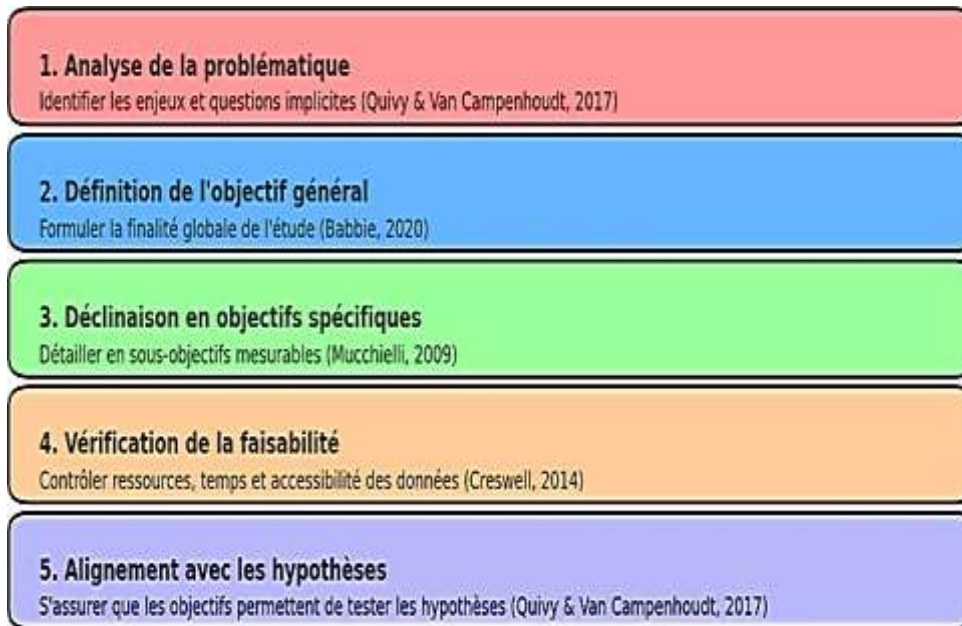 1. Analyse de la problématique
Identifier les enjeux et questions implicites (Quivy & Van Campenhoudt, 2017)
2. Définition de l'objectif général
Formuler la finalité globale de l'étude (Babbie, 2020)
3. Déclinaison en objectifs spécifiques
Détailler en sous-objectifs mesurables (Mucchielli, 2009)
4. Vérification de la faisabilité
Contrôler ressources, temps et accessibilité des données (Creswell, 2014)
5. Alignement avec les hypothèses
S'assurer que les objectifs permettent de tester les hypothèses (Quivy & Van Campenhoudt, 2017)